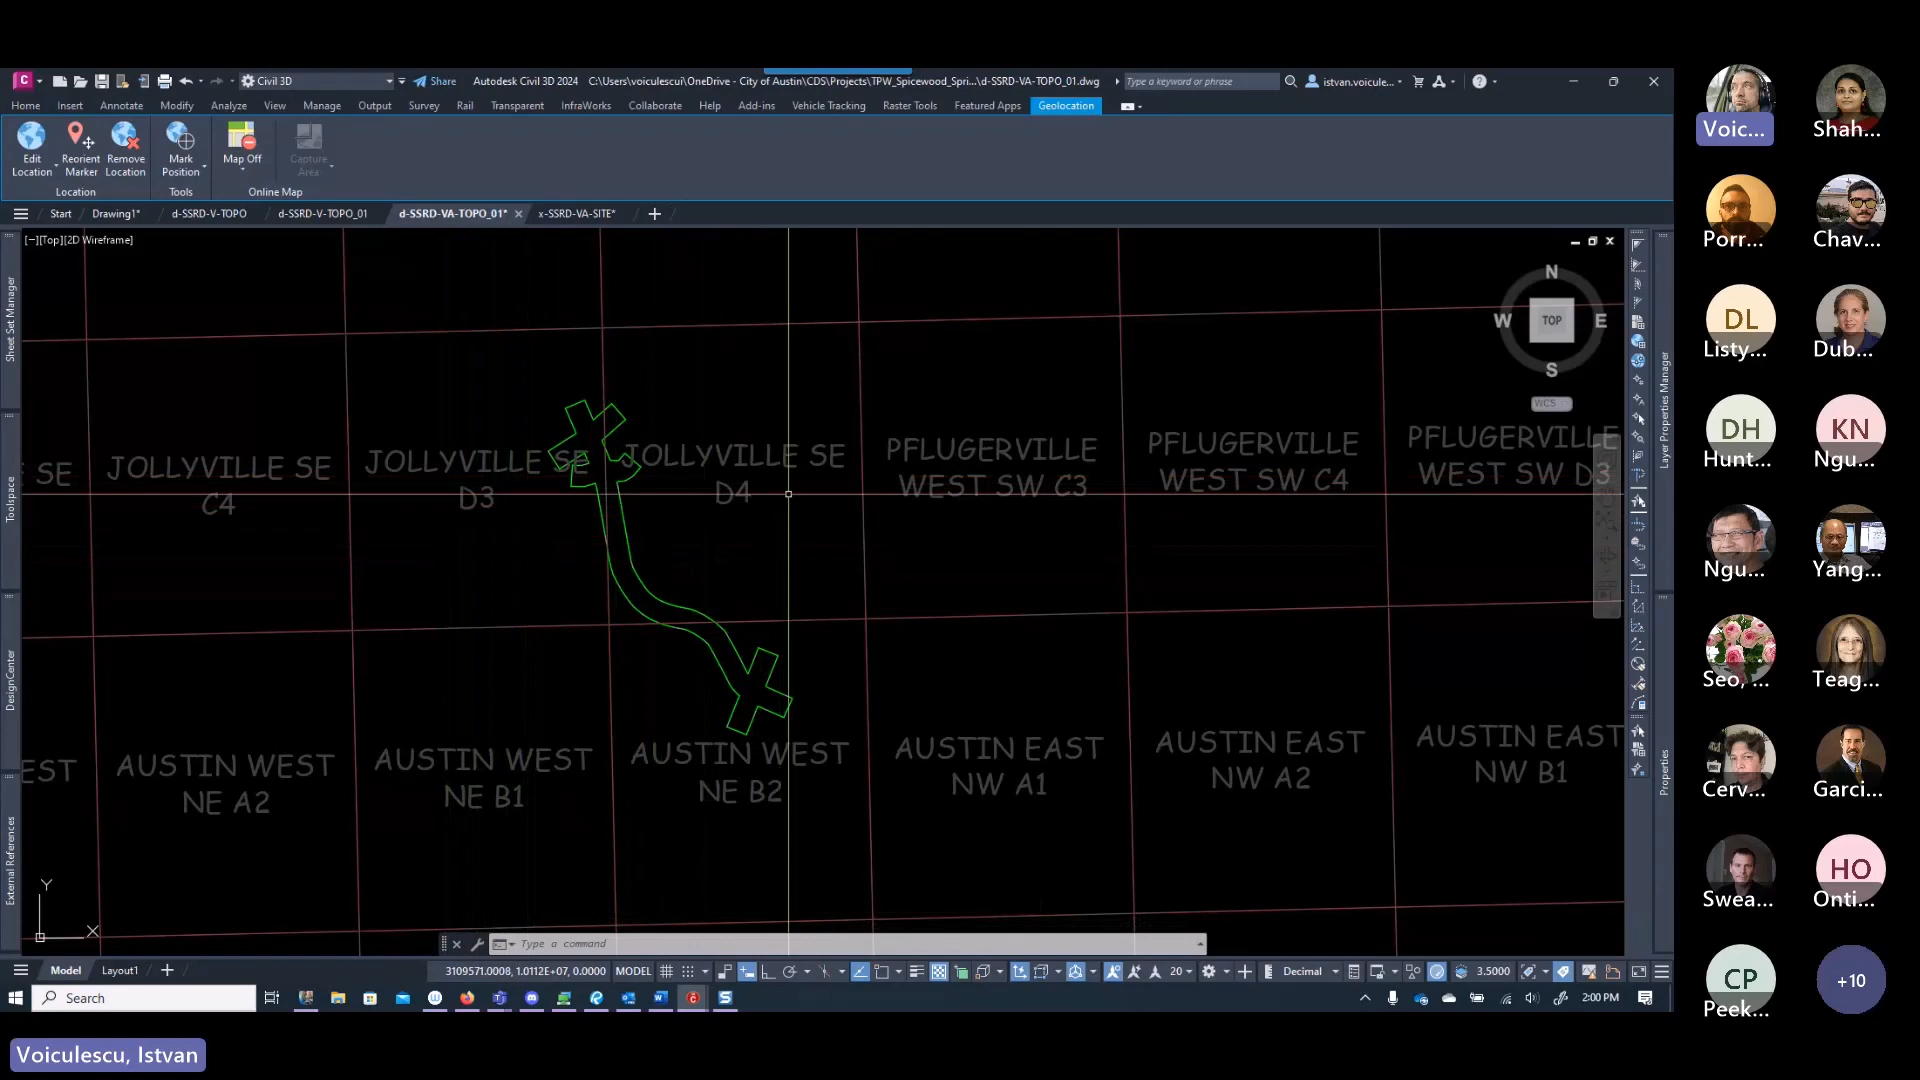 Civil 3D
Share
Autodesk Civil 3D 2024 C:\Users\voiculescui\OneDrive - City of Austin\CDS\Projects\TPW_Spicewood_Spri...\d-SSRD-VA-TOPO_01.dwg
Type a keyword or phrase
istvan.voicule...
Home Insert Annotate Modify Analyze View Manage Output Survey Rail Transparent InfraWorks Collaborate Help Add-ins Vehicle Tracking Raster Tools Featured Apps Geolocation
Edit Location
Reorient Marker
Remove Location
Mark Position
Map Off
Capture Area
Location
Tools
Online Map
Start
Drawing1*
d-SSRD-V-TOPO
d-SSRD-V-TOPO_01
d-SSRD-VA-TOPO_01*
x-SSRD-VA-SITE*
[−][Top][2D Wireframe]
N
W
TOP
E
S
WCS
Sheet Set Manager
Toolspace
DesignCenter
External References
Layer Properties Manager
Properties
SE
JOLLYVILLE SE
C4
JOLLYVILLE SE
D3
JOLLYVILLE SE
D4
PFLUGERVILLE
WEST SW C3
PFLUGERVILLE
WEST SW C4
PFLUGERVILLE
WEST SW D3
EST
AUSTIN WEST
NE A2
AUSTIN WEST
NE B1
AUSTIN WEST
NE B2
AUSTIN EAST
NW A1
AUSTIN EAST
NW A2
AUSTIN EAST
NW B1
Y
X
Type a command
Model
Layout1
3109571.0008, 1.0112E+07, 0.0000
MODEL
20
Decimal
3.5000
Search
2:00 PM
Voiculescu, Istvan
Voic...
Shah...
Porr...
Chav...
DL
Listy...
Dub...
DH
Hunt...
KN
Ngu...
Ngu...
Yang...
Seo, ...
Teag...
Cerv...
Garci...
Swea...
HO
Onti...
CP
Peek...
+10